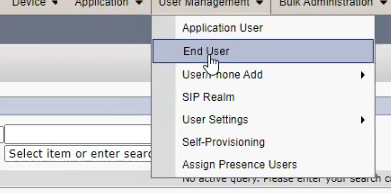 Device Application User Management Bulk Administration
Application User
End User
User/Phone Add
SIP Realm
User Settings
Self-Provisioning
Assign Presence Users
Select item or enter searc
No active query. Please enter your search c